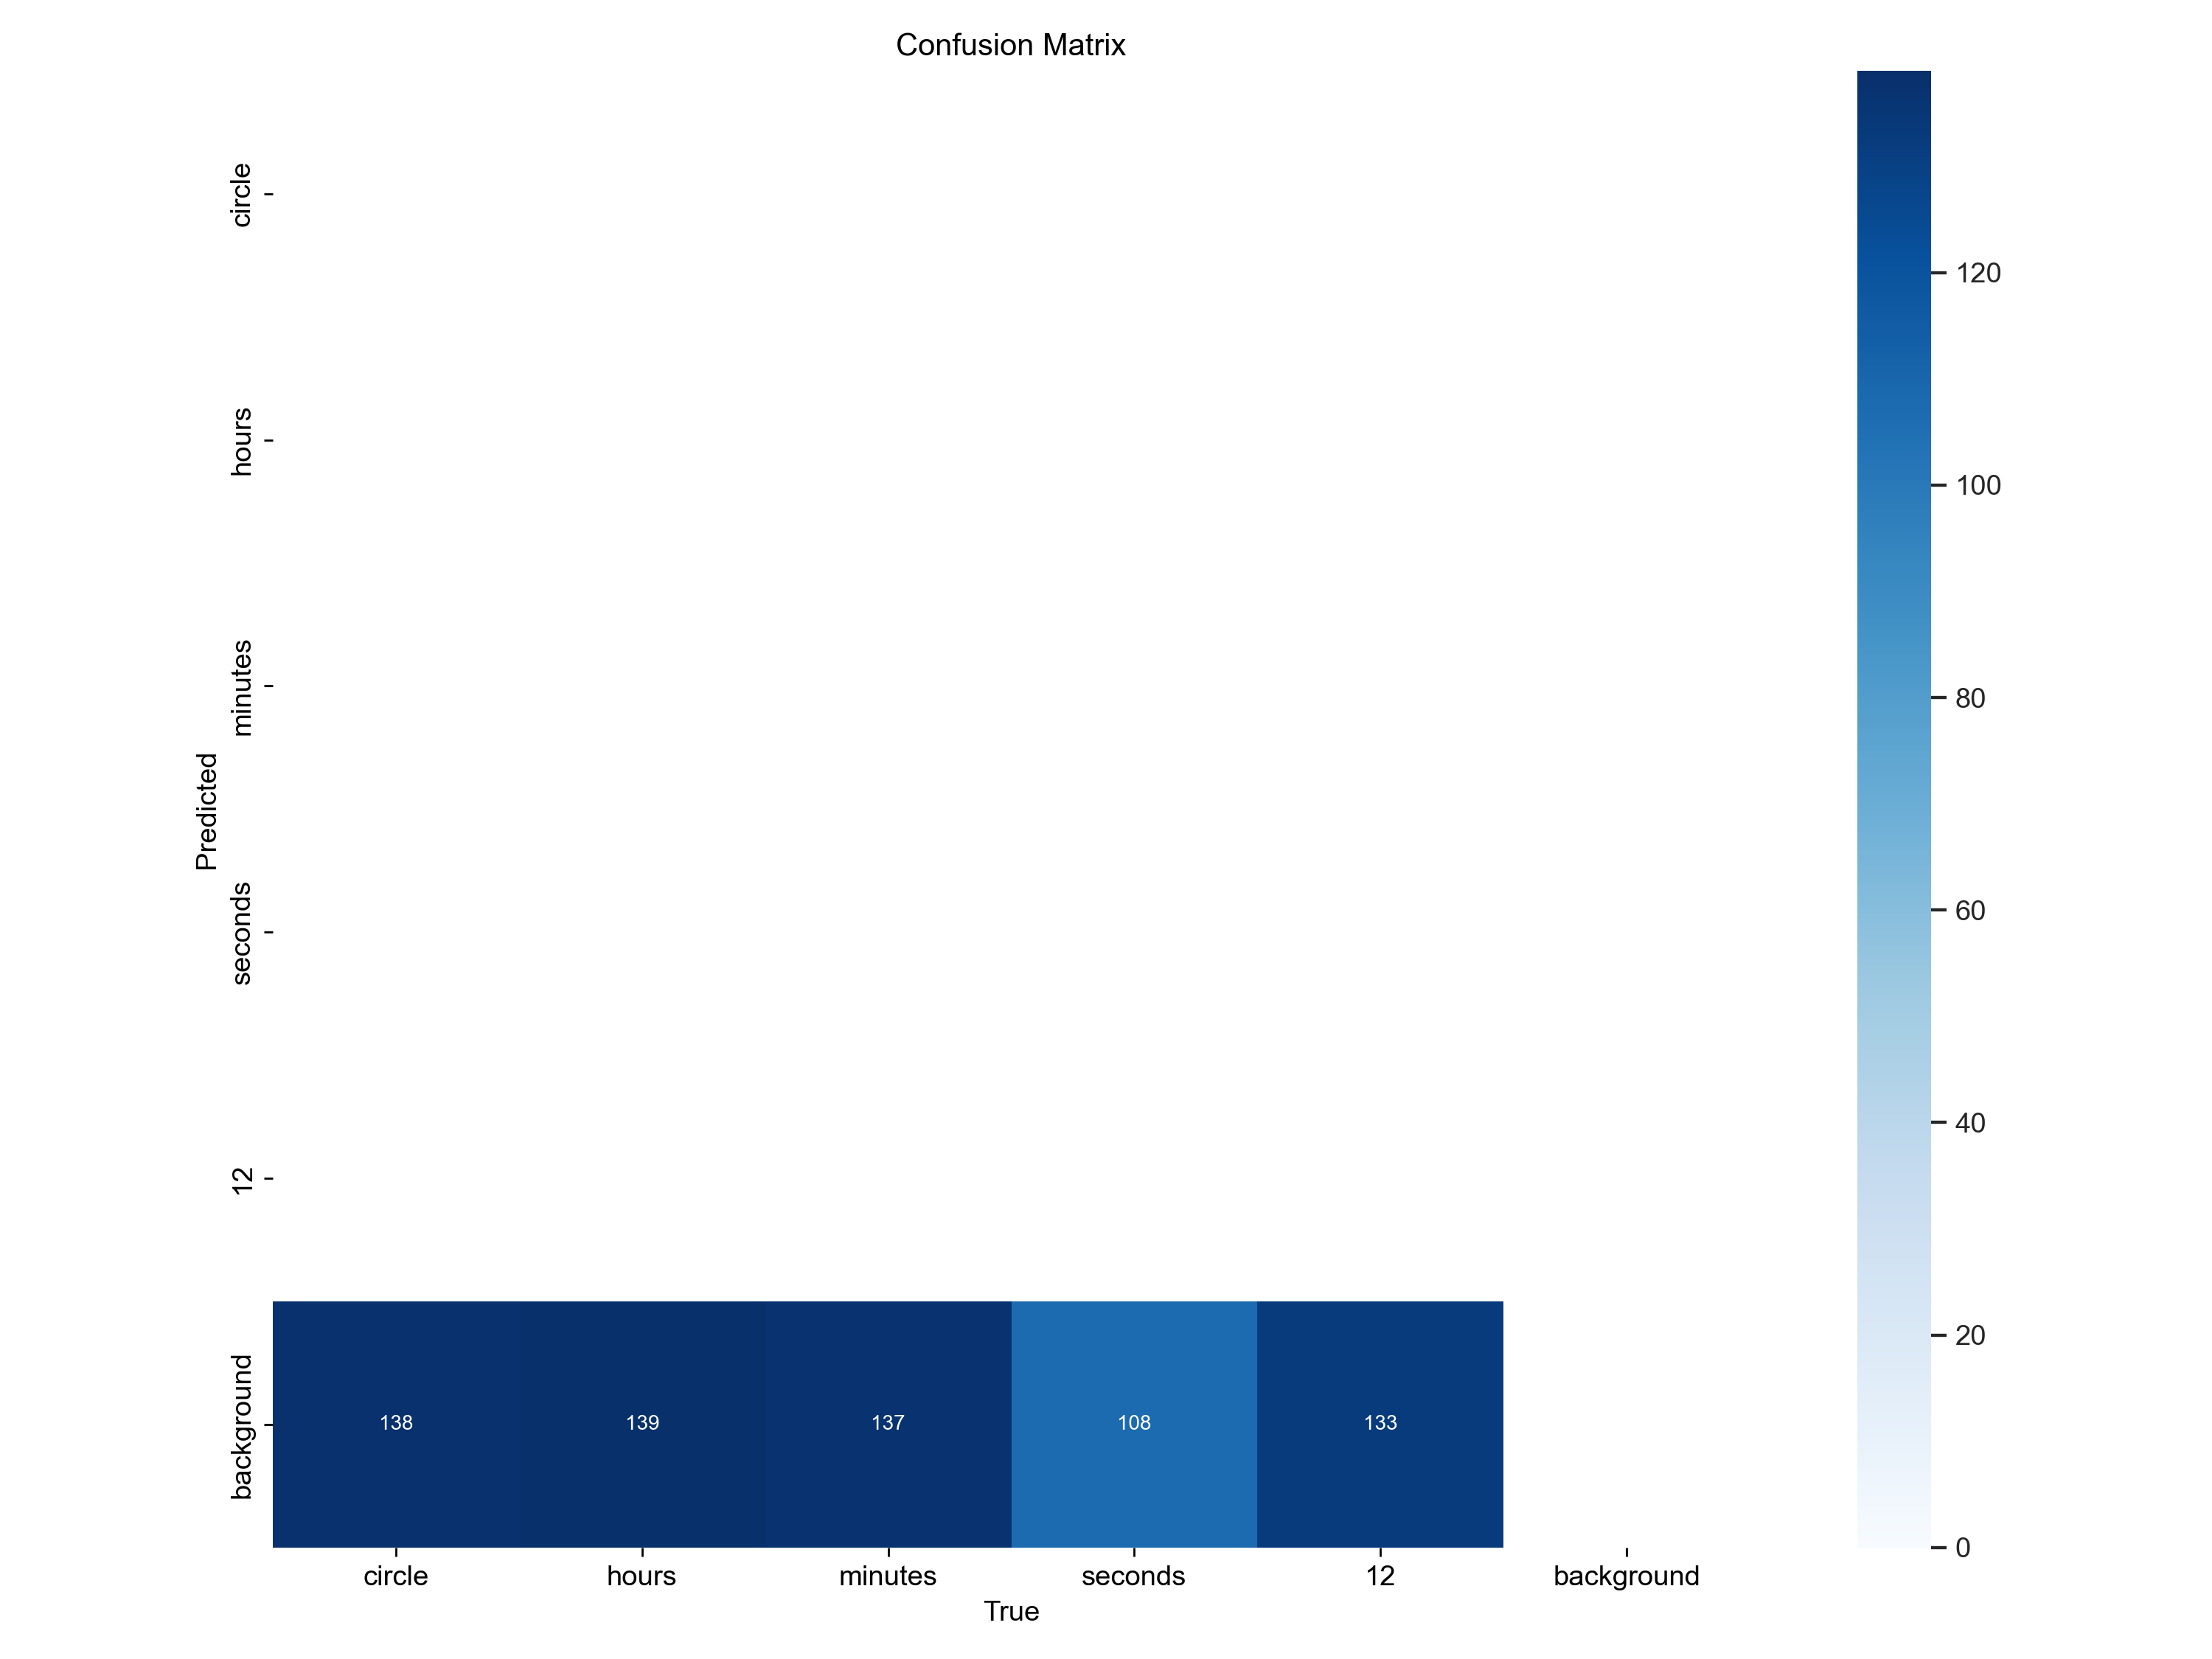 Confusion Matrix
Predicted
circle
hours
minutes
seconds
12
background
138 139 137 108 133
circle hours minutes seconds 12 background
True
120
100
80
60
40
20
0